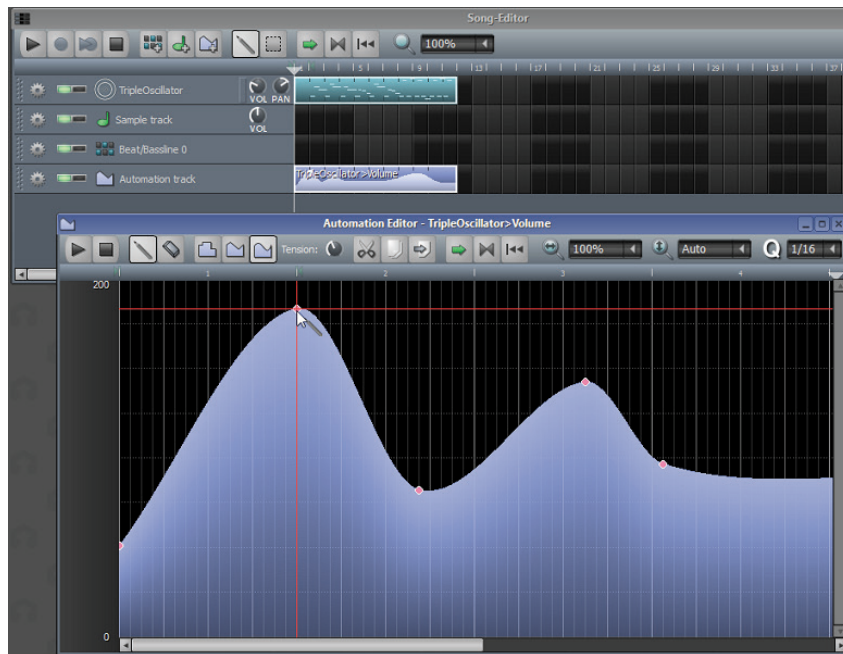 Song-Editor
100%
1 |5| |9| |13| |17| |21| |25| |29| |33| |37|
TripleOscillator VOL PAN
Sample track VOL
Beat/Bassline 0
Automation track TripleOscillator>Volume
Automation Editor - TripleOscillator>Volume
Tension: 100% Auto Q 1/16
1 2 3 4
200
0